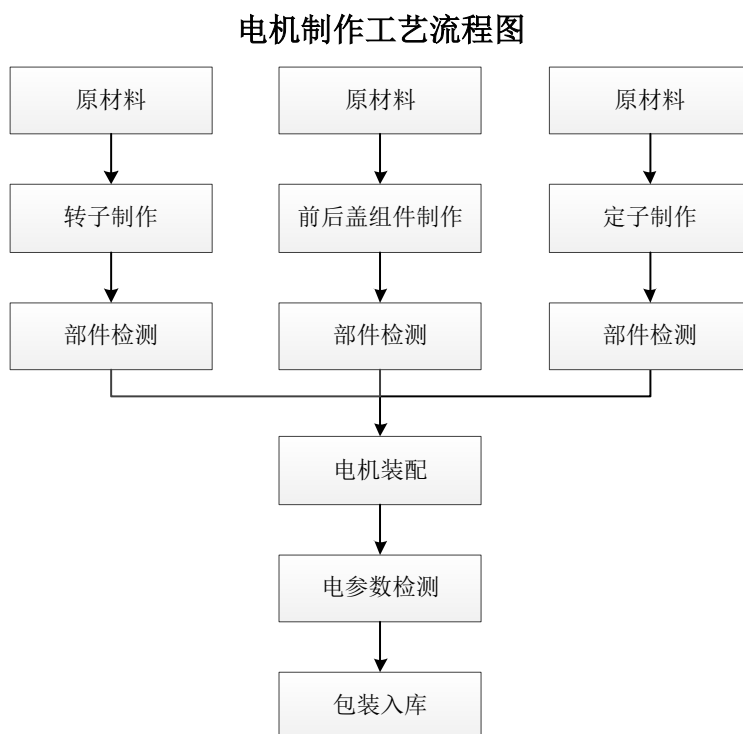 电机制作工艺流程图
原材料
原材料
原材料
转子制作
前后盖组件制作
定子制作
部件检测
部件检测
部件检测
电机装配
电参数检测
包装入库